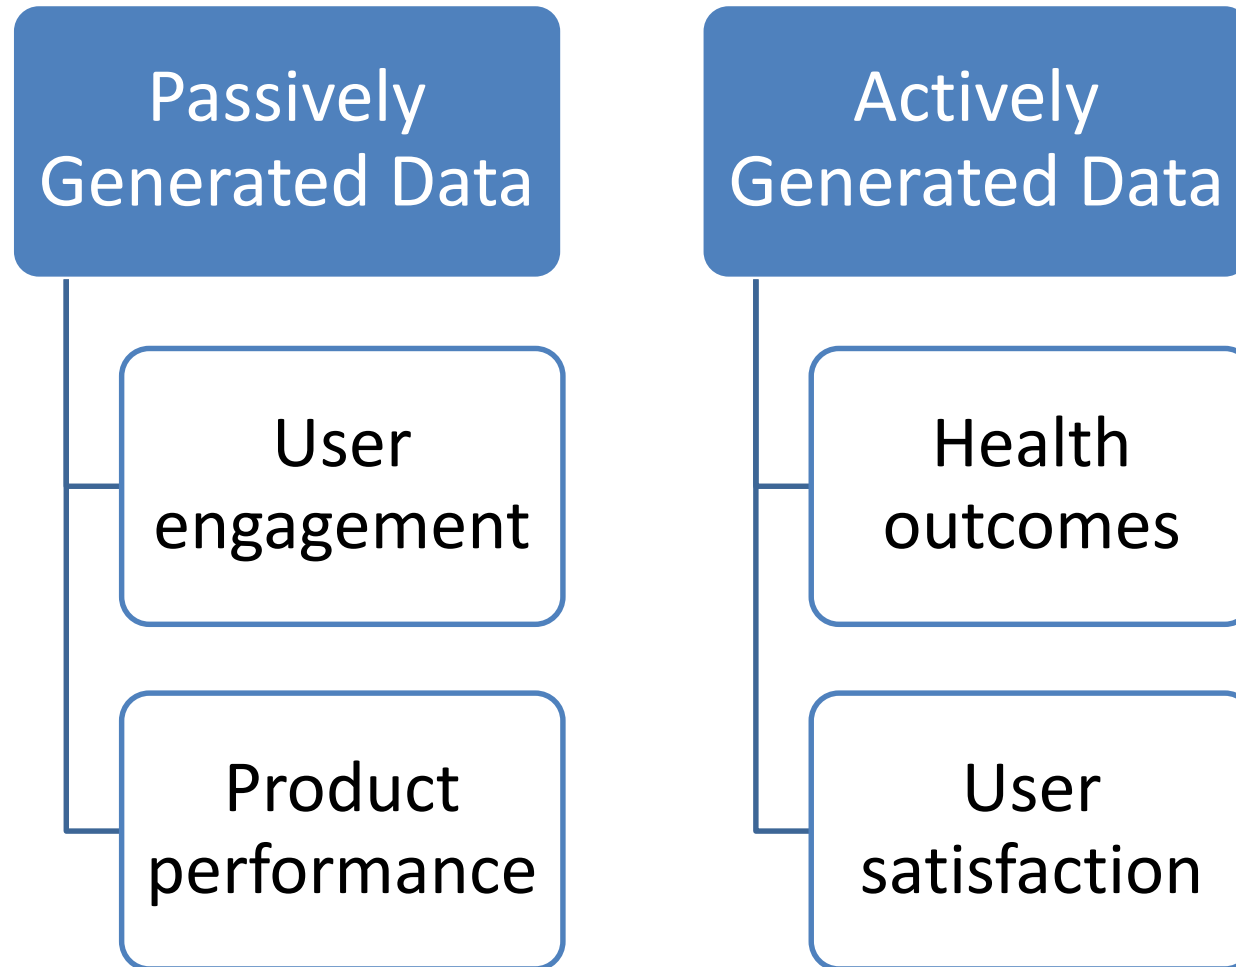 Passively
Generated Data
User
engagement
Product
performance
Actively
Generated Data
Health
outcomes
User
satisfaction